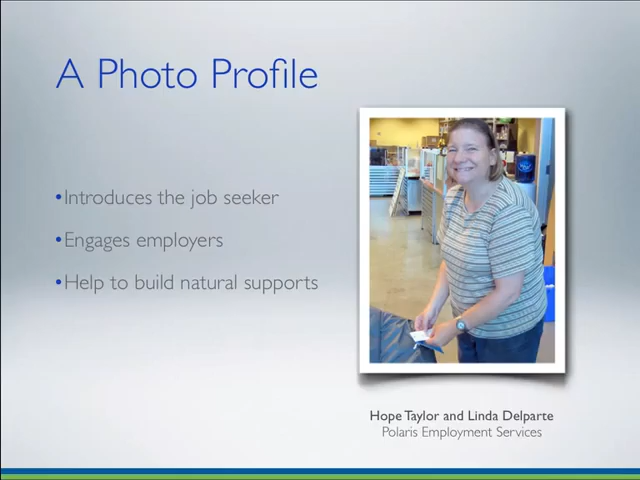 A Photo Profile
•Introduces the job seeker
•Engages employers
•Help to build natural supports
Hope Taylor and Linda Delparte
Polaris Employment Services